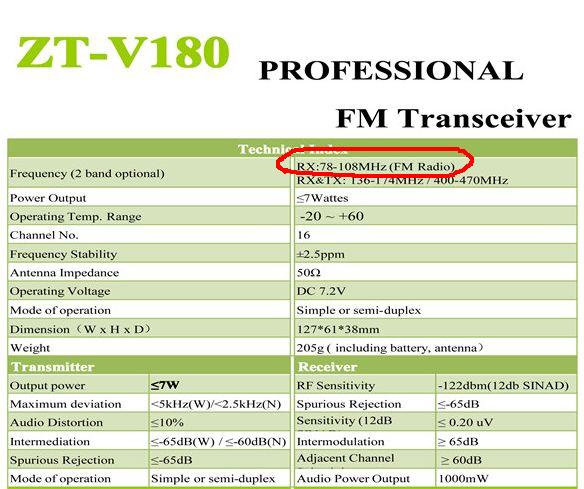 ZT-V180
PROFESSIONAL
FM Transceiver
Technical Index
Frequency (2 band optional) RX:78-108MHz (FM Radio)
RX&TX: 136-174MHz / 400-470MHz
Power Output ≤7Wattes
Operating Temp. Range -20 ~ +60
Channel No. 16
Frequency Stability ±2.5ppm
Antenna Impedance 50Ω
Operating Voltage DC 7.2V
Mode of operation Simple or semi-duplex
Dimension（W x H x D） 127*61*38mm
Weight 205g ( including battery, antenna）
Transmitter Receiver
Output power ≤7W RF Sensitivity -122dbm(12db SINAD)
Maximum deviation <5kHz(W)/<2.5kHz(N) Spurious Rejection ≤-65dB
Audio Distortion ≤10% Sensitivity (12dB ≤ 0.20 uV
Intermediation ≤-65dB(W) / ≤-60dB(N) Intermodulation ≥ 65dB
Spurious Rejection ≤-65dB Adjacent Channel ≥ 60dB
Mode of operation Simple or semi-duplex Audio Power Output 1000mW